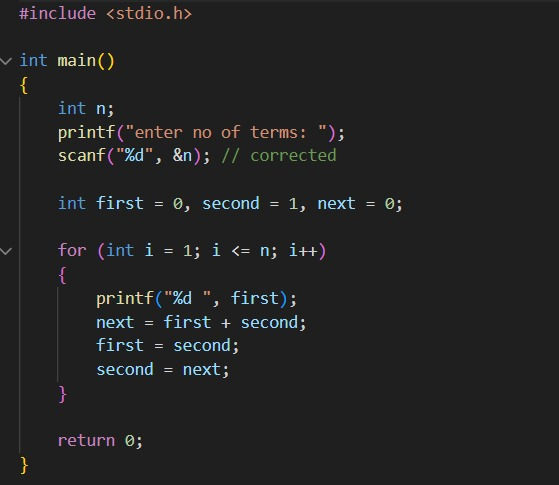 #include <stdio.h>
int main()
{
int n;
printf("enter no of terms: ");
scanf("%d", &n); // corrected
int first = 0, second = 1, next = 0;
for (int i = 1; i <= n; i++)
{
printf("%d ", first);
next = first + second;
first = second;
second = next;
}
return 0;
}